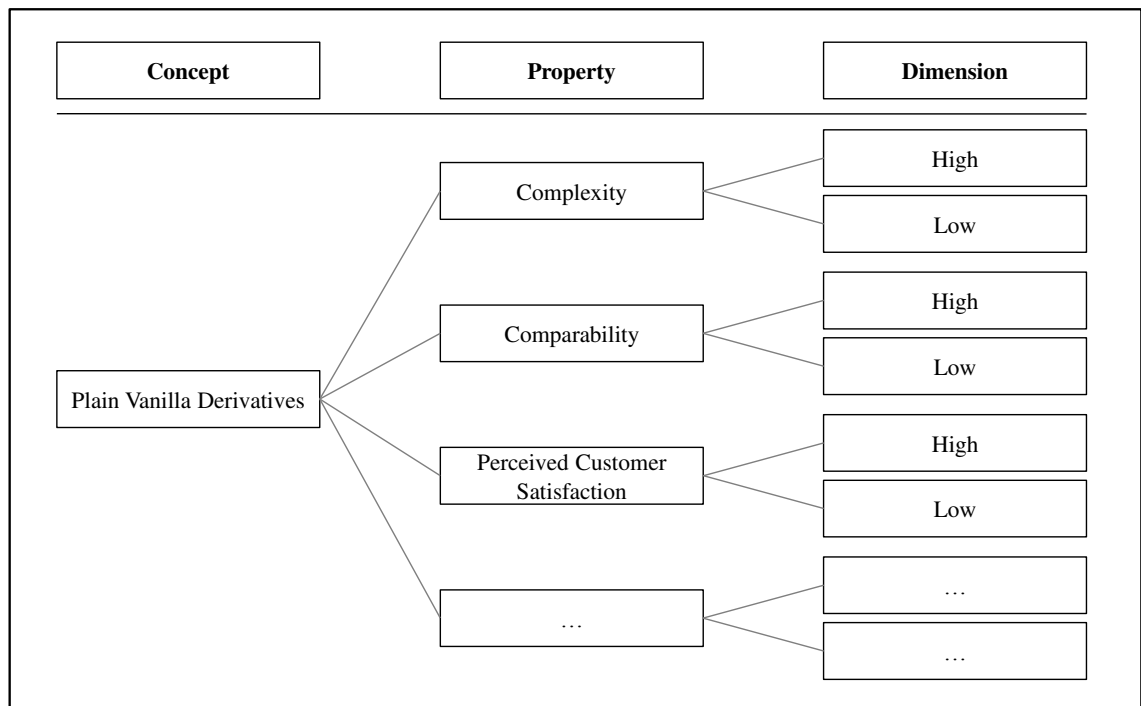 Concept
Property
Dimension
Complexity
High
Low
Comparability
High
Low
Plain Vanilla Derivatives
Perceived Customer
Satisfaction
High
Low
…
…
…